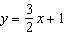 y = 3/2 x + 1